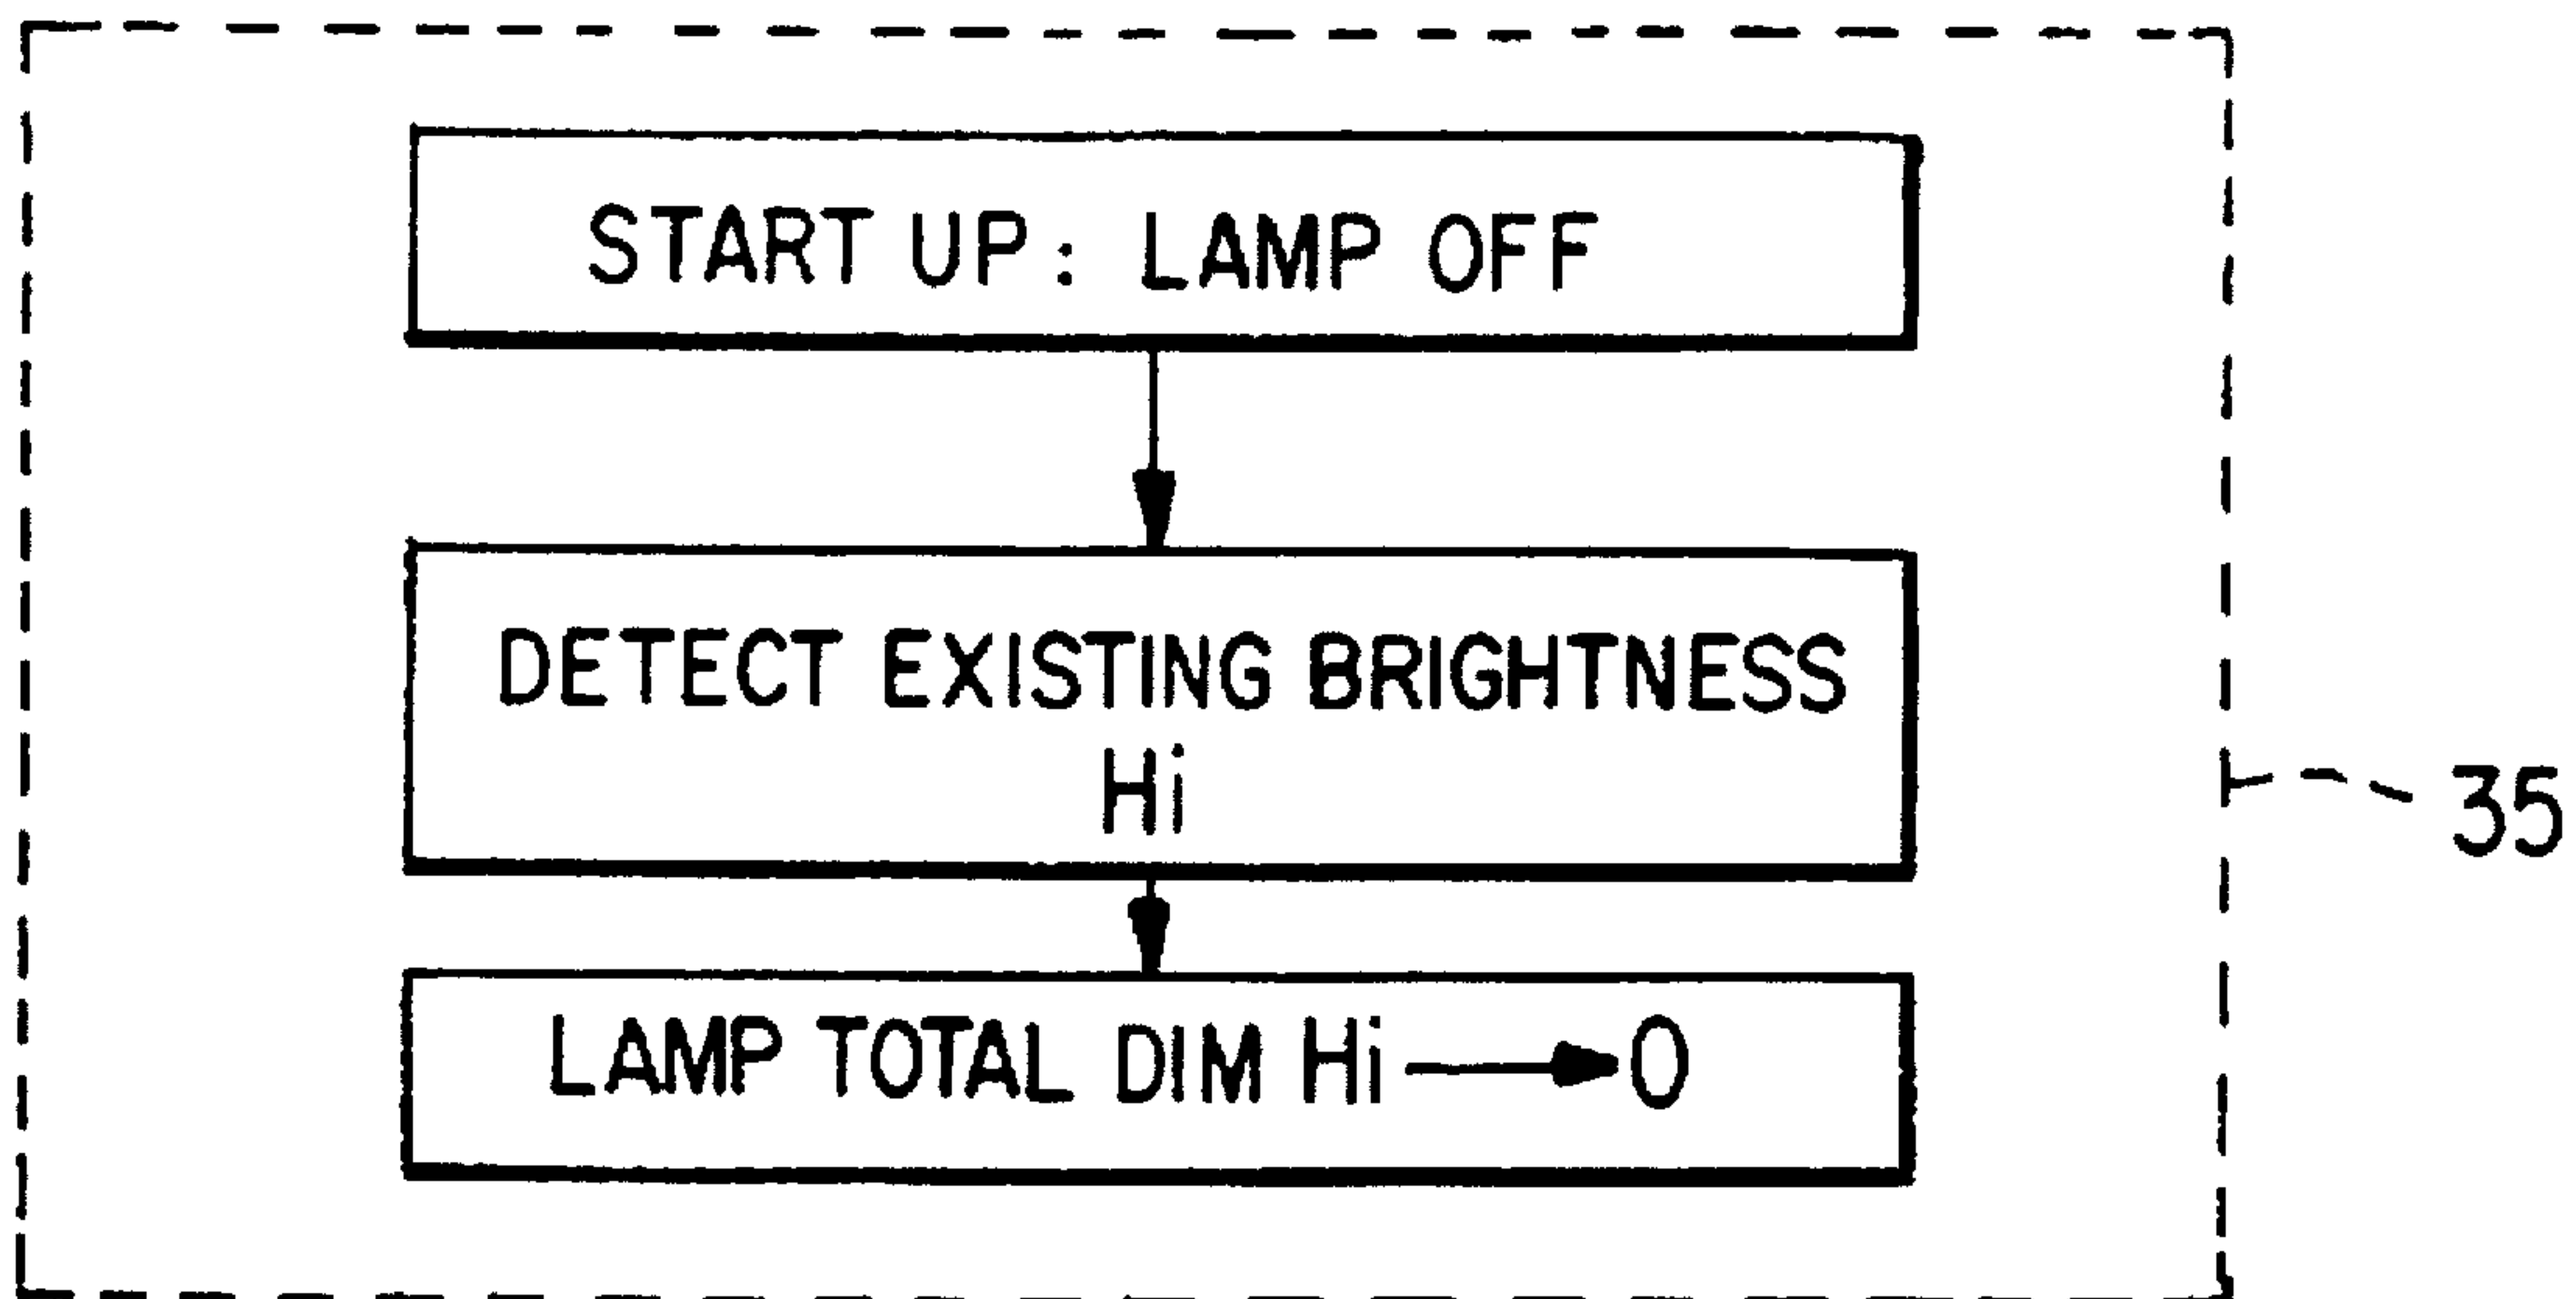 START UP: LAMP OFF
DETECT EXISTING BRIGHTNESS
Hi
35
LAMP TOTAL DIM Hi → 0